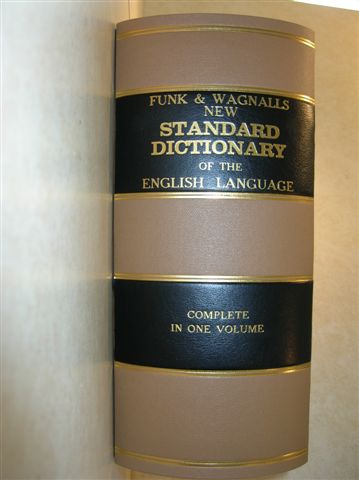 FUNK & WAGNALLS
NEW
STANDARD
DICTIONARY
OF THE
ENGLISH LANGUAGE
COMPLETE
IN ONE VOLUME